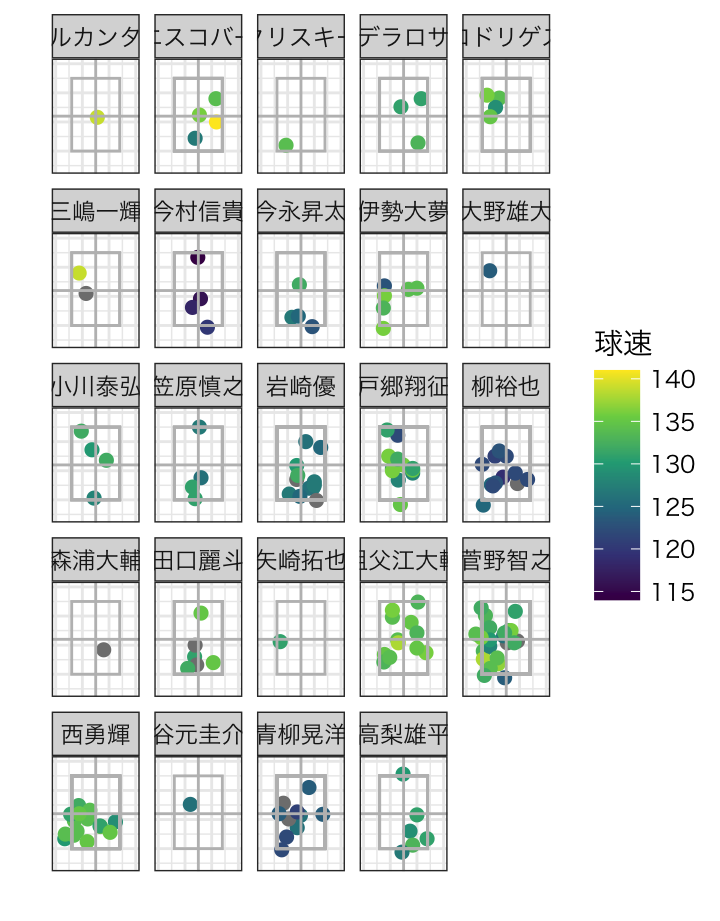 ルカンタ
エスコバー
クリスキー
デラロサ
ロドリゲス
三嶋一輝
今村信貴
今永昇太
伊勢大夢
大野雄大
小川泰弘
笠原慎之
岩崎優
戸郷翔征
柳裕也
森浦大輔
田口麗斗
矢崎拓也
祖父江大輔
菅野智之
西勇輝
谷元圭介
青柳晃洋
高梨雄平
球速
140
135
130
125
120
115